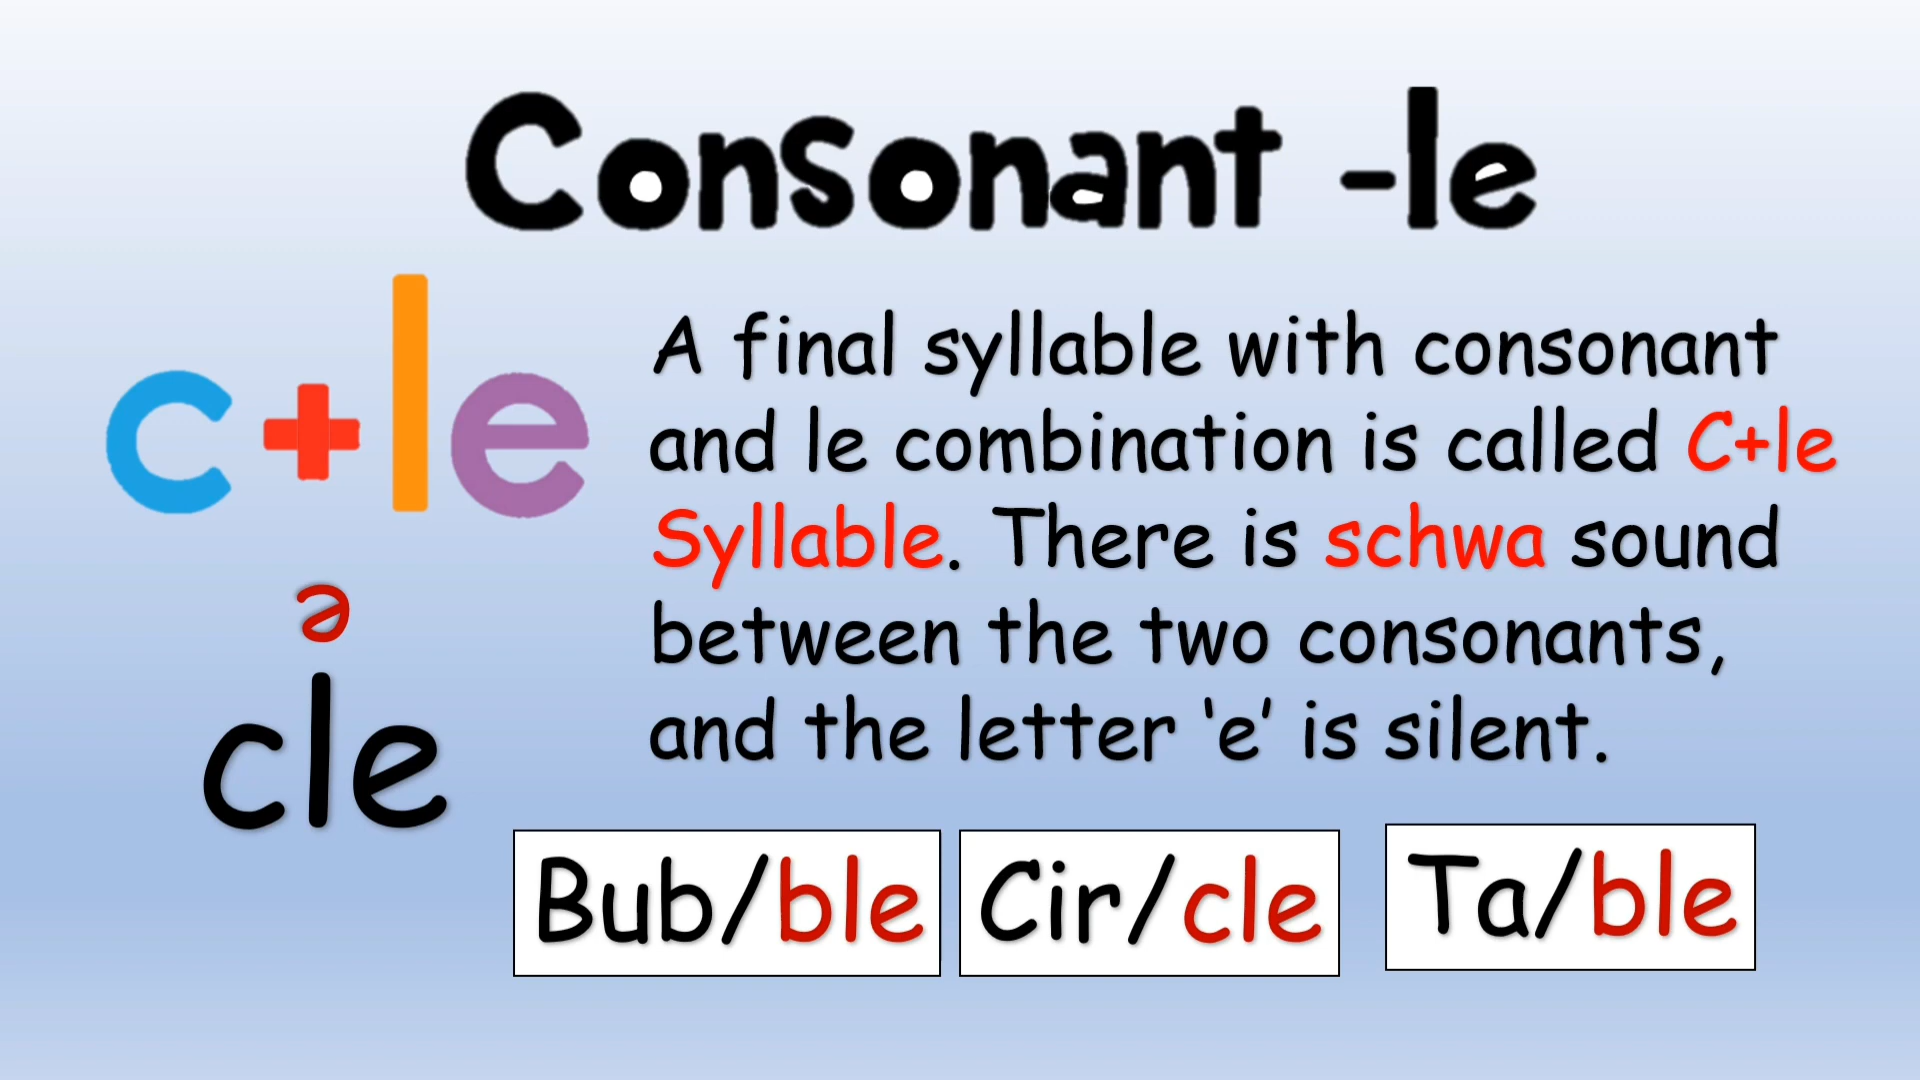 Consonant -le
c+le
A final syllable with consonant
and le combination is called C+le
Syllable. There is schwa sound
between the two consonants,
and the letter ‘e’ is silent.
ə
cle
Bub/ble
Cir/cle
Ta/ble